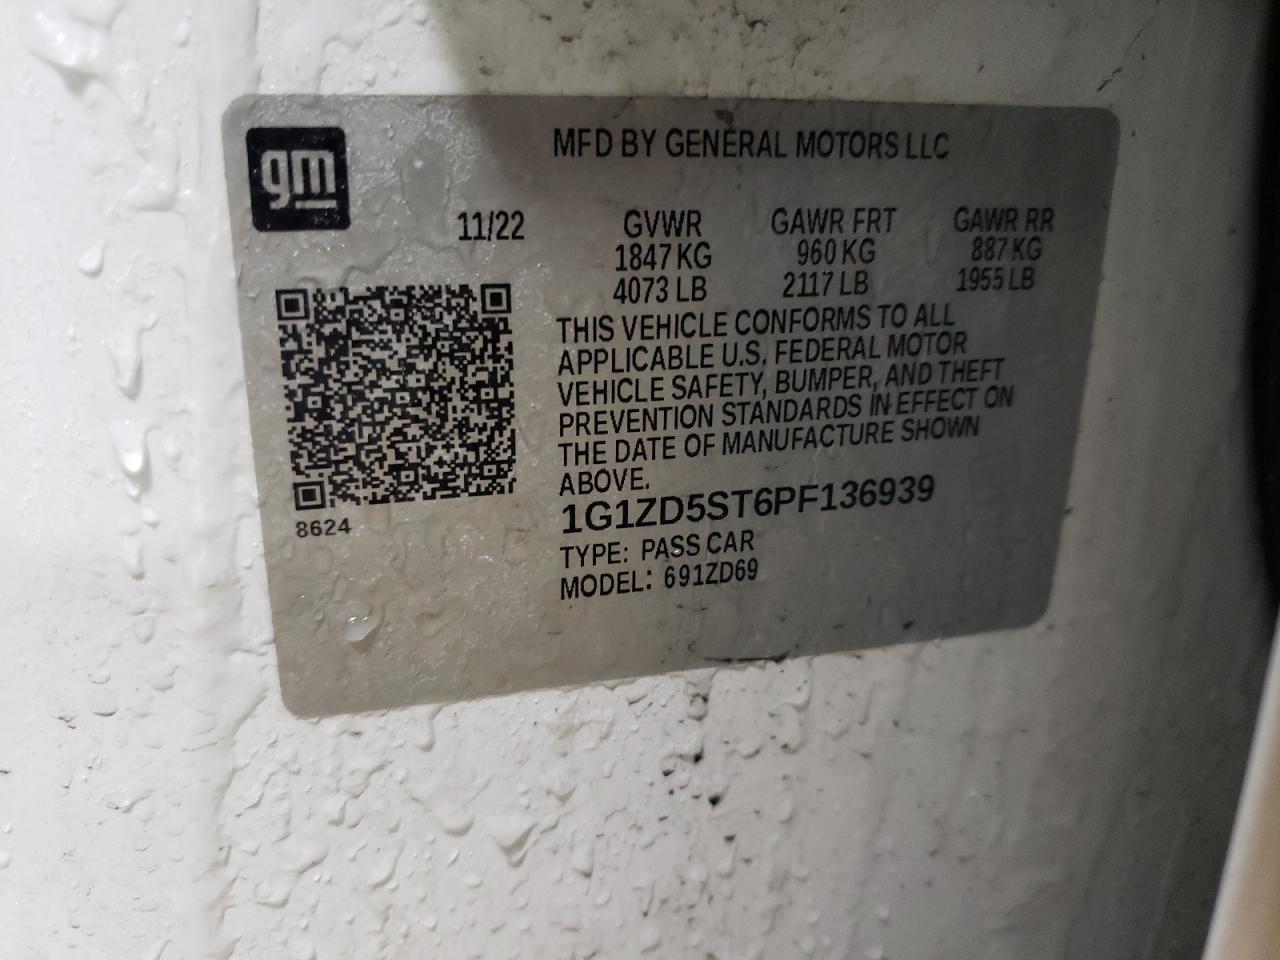 gm
MFD BY GENERAL MOTORS LLC
11/22 GVWR GAWR FRT GAWR RR
1847 KG 960 KG 887 KG
4073 LB 2117 LB 1955 LB
THIS VEHICLE CONFORMS TO ALL
APPLICABLE U.S. FEDERAL MOTOR
VEHICLE SAFETY, BUMPER, AND THEFT
PREVENTION STANDARDS IN EFFECT ON
THE DATE OF MANUFACTURE SHOWN
ABOVE.
1G1ZD5ST6PF136939
TYPE: PASS CAR
MODEL: 691ZD69
8624